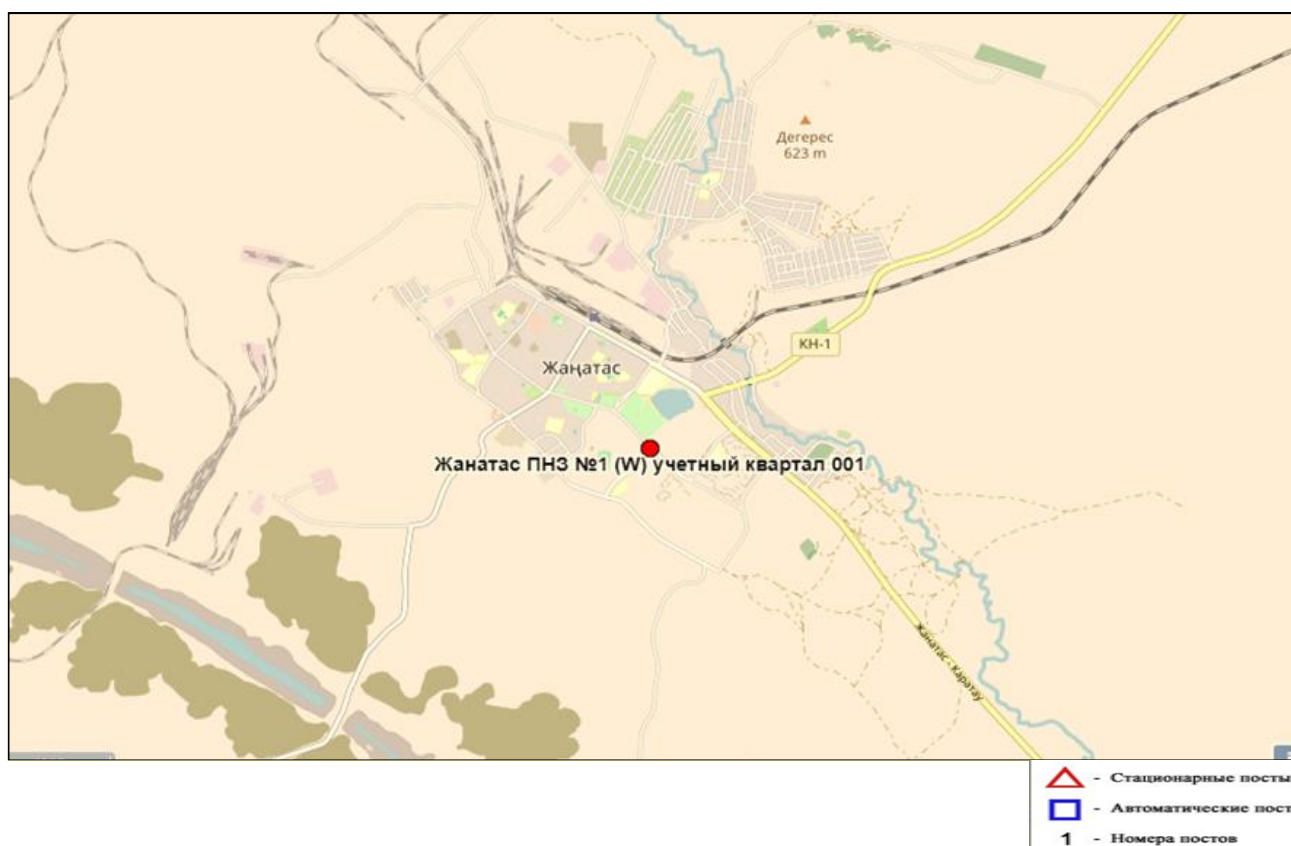 Дегерес
623 m
КН-1
Жаңатас
Жанатас ПНЗ №1 (W) учетный квартал 001
Жанатас - Каратау
- Стационарные посты
- Автоматические пост
1 - Номера постов